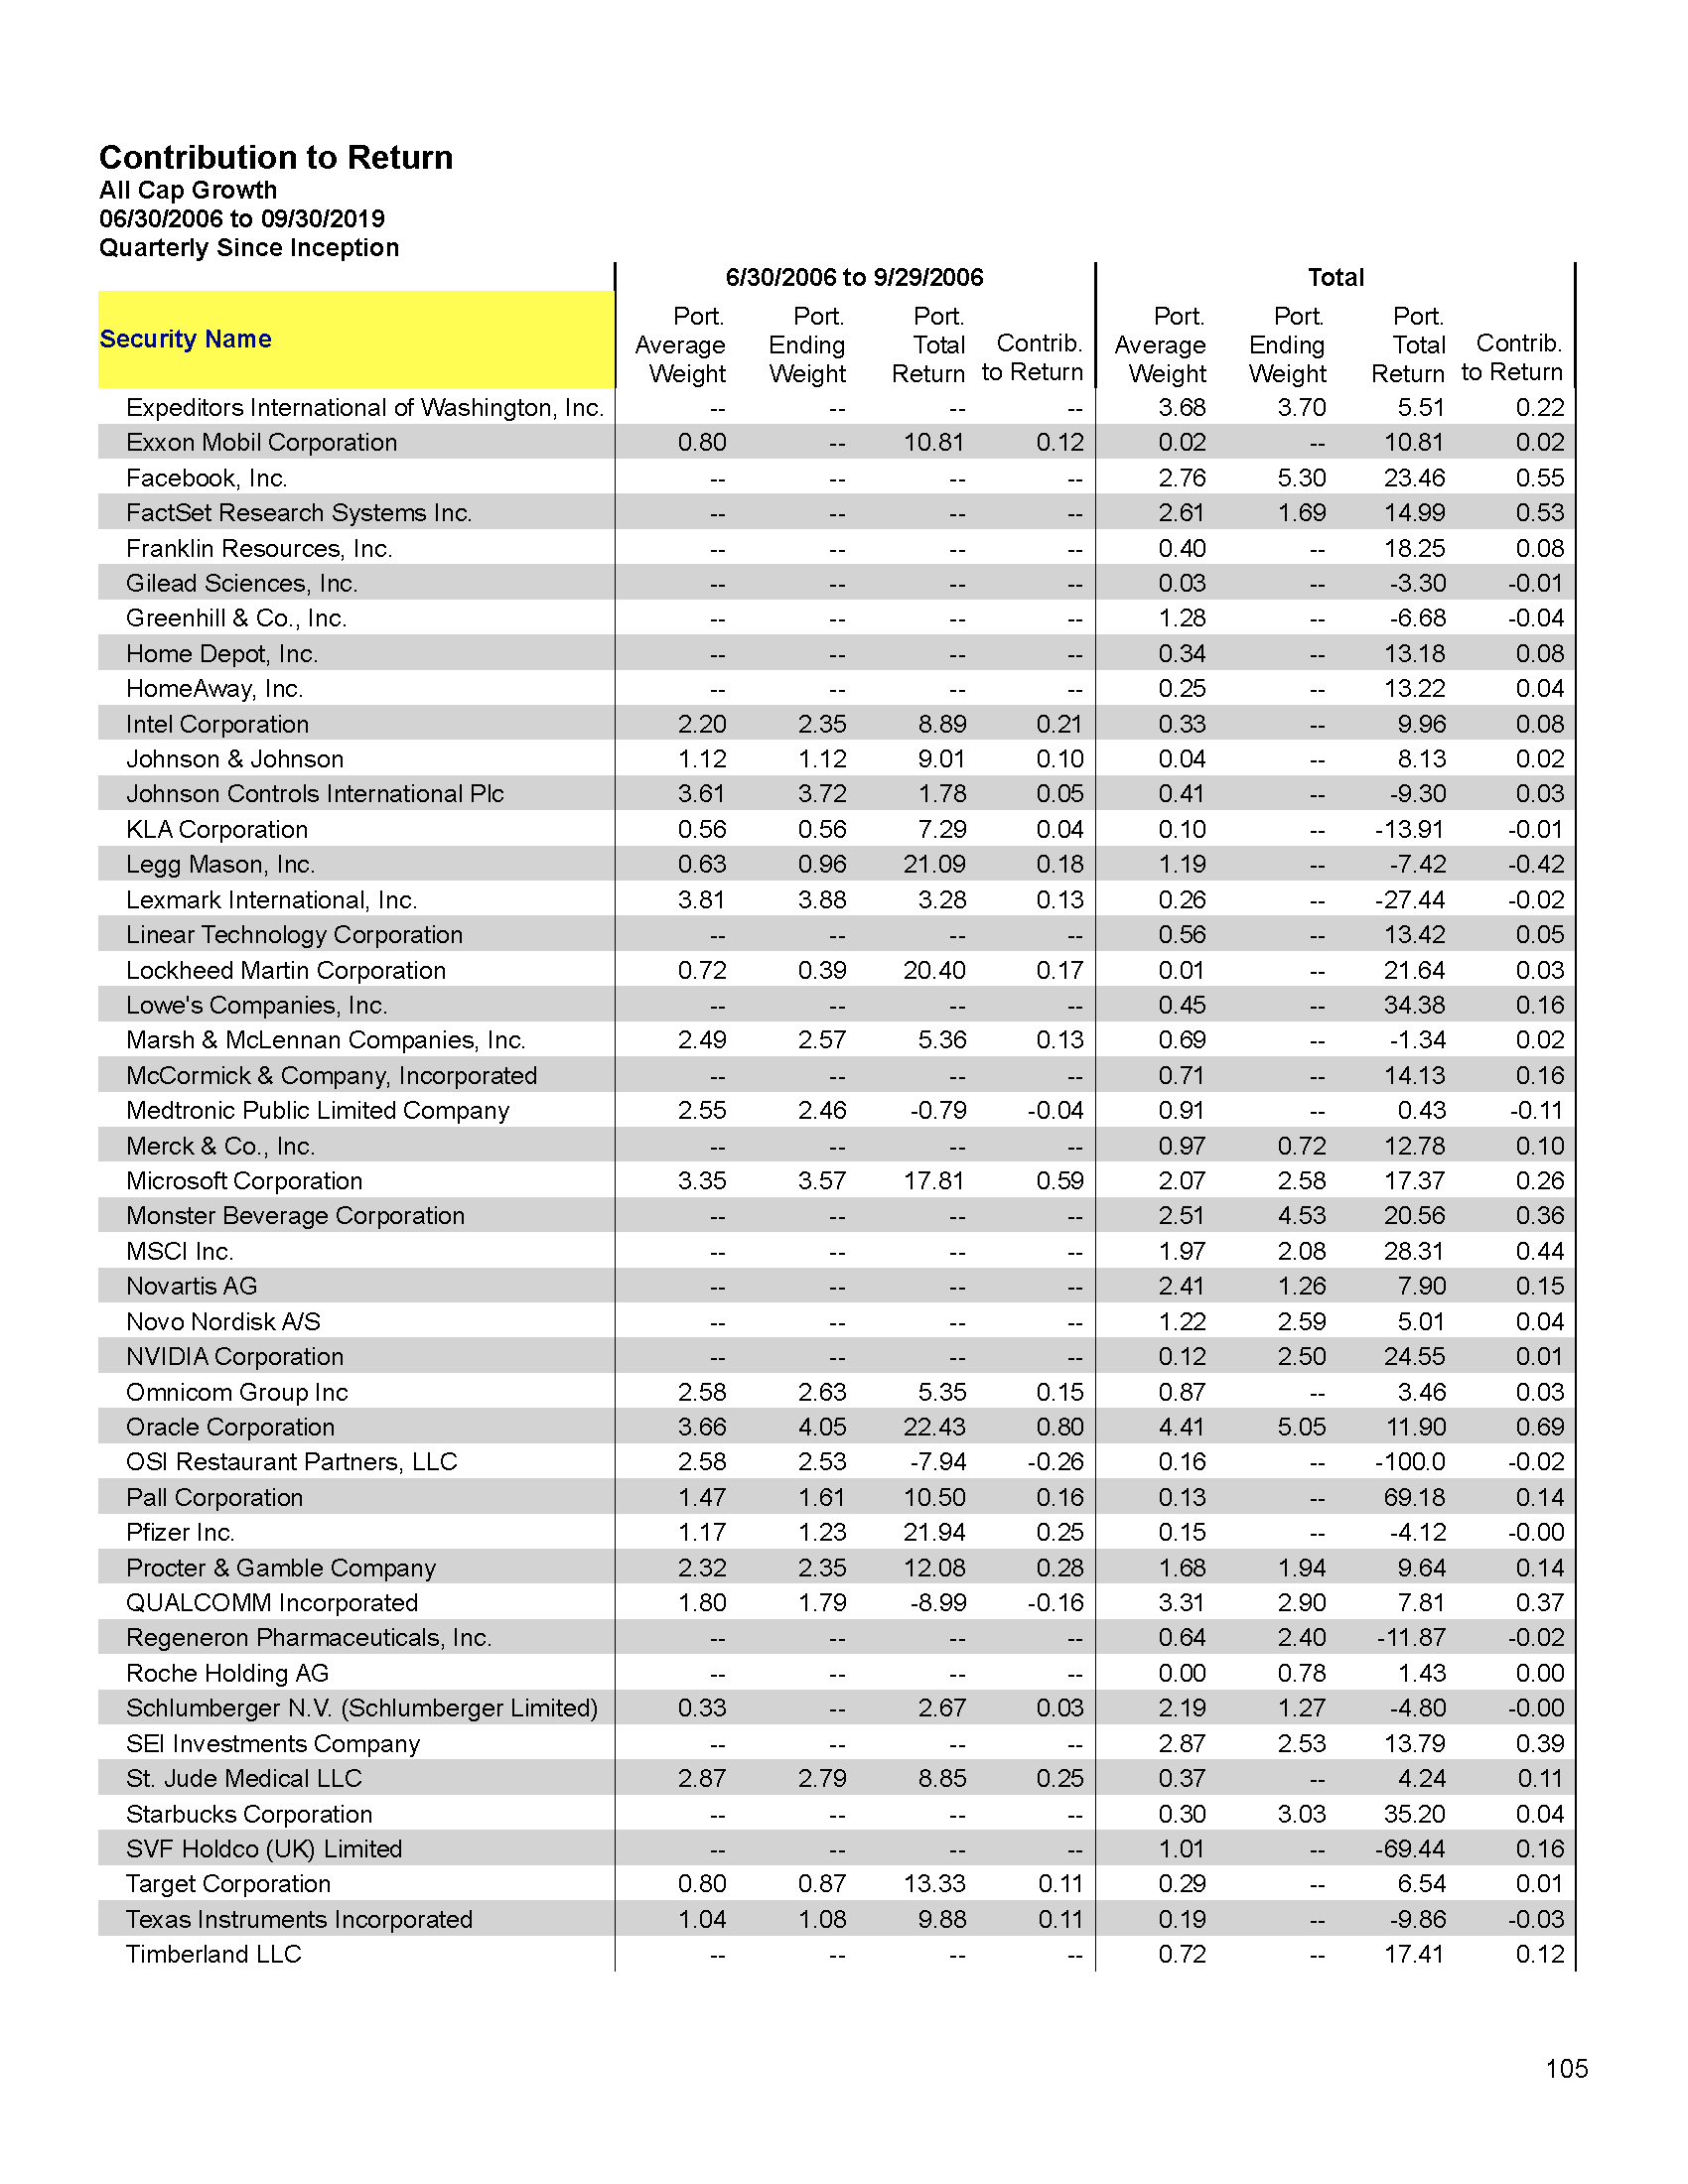 Contribution to Return
All Cap Growth
06/30/2006 to 09/30/2019
Quarterly Since Inception
6/30/2006 to 9/29/2006 Total
Security Name Port. Average Weight Port. Ending Weight Port. Total Return Contrib. to Return Port. Average Weight Port. Ending Weight Port. Total Return Contrib. to Return
Expeditors International of Washington, Inc. -- -- -- -- 3.68 3.70 5.51 0.22
Exxon Mobil Corporation 0.80 -- 10.81 0.12 0.02 -- 10.81 0.02
Facebook, Inc. -- -- -- -- 2.76 5.30 23.46 0.55
FactSet Research Systems Inc. -- -- -- -- 2.61 1.69 14.99 0.53
Franklin Resources, Inc. -- -- -- -- 0.40 -- 18.25 0.08
Gilead Sciences, Inc. -- -- -- -- 0.03 -- -3.30 -0.01
Greenhill & Co., Inc. -- -- -- -- 1.28 -- -6.68 -0.04
Home Depot, Inc. -- -- -- -- 0.34 -- 13.18 0.08
HomeAway, Inc. -- -- -- -- 0.25 -- 13.22 0.04
Intel Corporation 2.20 2.35 8.89 0.21 0.33 -- 9.96 0.08
Johnson & Johnson 1.12 1.12 9.01 0.10 0.04 -- 8.13 0.02
Johnson Controls International Plc 3.61 3.72 1.78 0.05 0.41 -- -9.30 0.03
KLA Corporation 0.56 0.56 7.29 0.04 0.10 -- -13.91 -0.01
Legg Mason, Inc. 0.63 0.96 21.09 0.18 1.19 -- -7.42 -0.42
Lexmark International, Inc. 3.81 3.88 3.28 0.13 0.26 -- -27.44 -0.02
Linear Technology Corporation -- -- -- -- 0.56 -- 13.42 0.05
Lockheed Martin Corporation 0.72 0.39 20.40 0.17 0.01 -- 21.64 0.03
Lowe's Companies, Inc. -- -- -- -- 0.45 -- 34.38 0.16
Marsh & McLennan Companies, Inc. 2.49 2.57 5.36 0.13 0.69 -- -1.34 0.02
McCormick & Company, Incorporated -- -- -- -- 0.71 -- 14.13 0.16
Medtronic Public Limited Company 2.55 2.46 -0.79 -0.04 0.91 -- 0.43 -0.11
Merck & Co., Inc. -- -- -- -- 0.97 0.72 12.78 0.10
Microsoft Corporation 3.35 3.57 17.81 0.59 2.07 2.58 17.37 0.26
Monster Beverage Corporation -- -- -- -- 2.51 4.53 20.56 0.36
MSCI Inc. -- -- -- -- 1.97 2.08 28.31 0.44
Novartis AG -- -- -- -- 2.41 1.26 7.90 0.15
Novo Nordisk A/S -- -- -- -- 1.22 2.59 5.01 0.04
NVIDIA Corporation -- -- -- -- 0.12 2.50 24.55 0.01
Omnicom Group Inc 2.58 2.63 5.35 0.15 0.87 -- 3.46 0.03
Oracle Corporation 3.66 4.05 22.43 0.80 4.41 5.05 11.90 0.69
OSI Restaurant Partners, LLC 2.58 2.53 -7.94 -0.26 0.16 -- -100.0 -0.02
Pall Corporation 1.47 1.61 10.50 0.16 0.13 -- 69.18 0.14
Pfizer Inc. 1.17 1.23 21.94 0.25 0.15 -- -4.12 -0.00
Procter & Gamble Company 2.32 2.35 12.08 0.28 1.68 1.94 9.64 0.14
QUALCOMM Incorporated 1.80 1.79 -8.99 -0.16 3.31 2.90 7.81 0.37
Regeneron Pharmaceuticals, Inc. -- -- -- -- 0.64 2.40 -11.87 -0.02
Roche Holding AG -- -- -- -- 0.00 0.78 1.43 0.00
Schlumberger N.V. (Schlumberger Limited) 0.33 -- 2.67 0.03 2.19 1.27 -4.80 -0.00
SEI Investments Company -- -- -- -- 2.87 2.53 13.79 0.39
St. Jude Medical LLC 2.87 2.79 8.85 0.25 0.37 -- 4.24 0.11
Starbucks Corporation -- -- -- -- 0.30 3.03 35.20 0.04
SVF Holdco (UK) Limited -- -- -- -- 1.01 -- -69.44 0.16
Target Corporation 0.80 0.87 13.33 0.11 0.29 -- 6.54 0.01
Texas Instruments Incorporated 1.04 1.08 9.88 0.11 0.19 -- -9.86 -0.03
Timberland LLC -- -- -- -- 0.72 -- 17.41 0.12
105